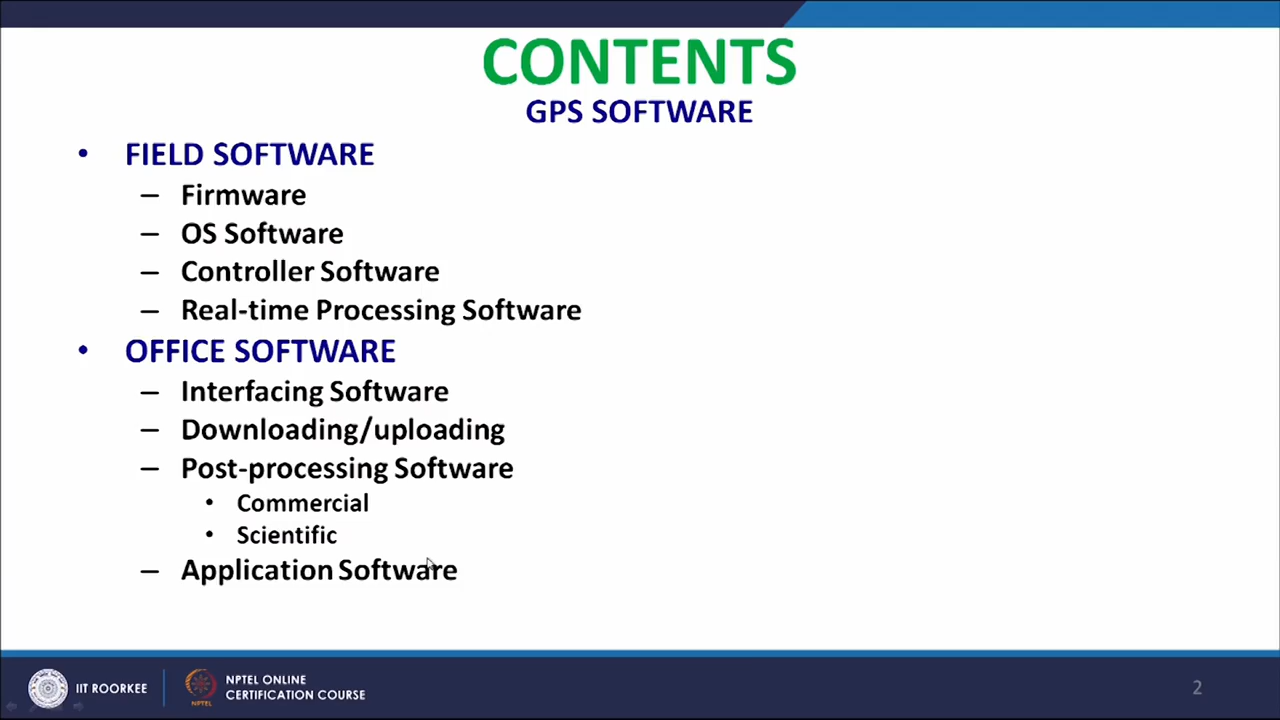 CONTENTS
GPS SOFTWARE
• FIELD SOFTWARE
– Firmware
– OS Software
– Controller Software
– Real-time Processing Software
• OFFICE SOFTWARE
– Interfacing Software
– Downloading/uploading
– Post-processing Software
• Commercial
• Scientific
– Application Software
IIT ROORKEE
NPTEL
NPTEL ONLINE
CERTIFICATION COURSE
2